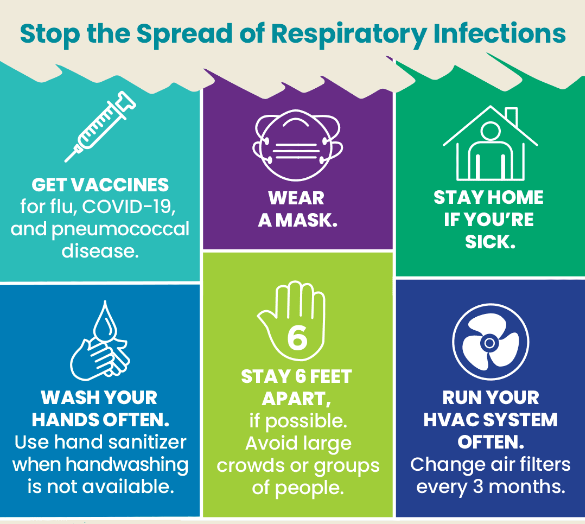 Stop the Spread of Respiratory Infections
GET VACCINES
for flu, COVID-19,
and pneumococcal
disease.
WEAR
A MASK.
STAY HOME
IF YOU'RE
SICK.
WASH YOUR
HANDS OFTEN.
Use hand sanitizer
when handwashing
is not available.
6
STAY 6 FEET
APART,
if possible.
Avoid large
crowds or groups
of people.
RUN YOUR
HVAC SYSTEM
OFTEN.
Change air filters
every 3 months.